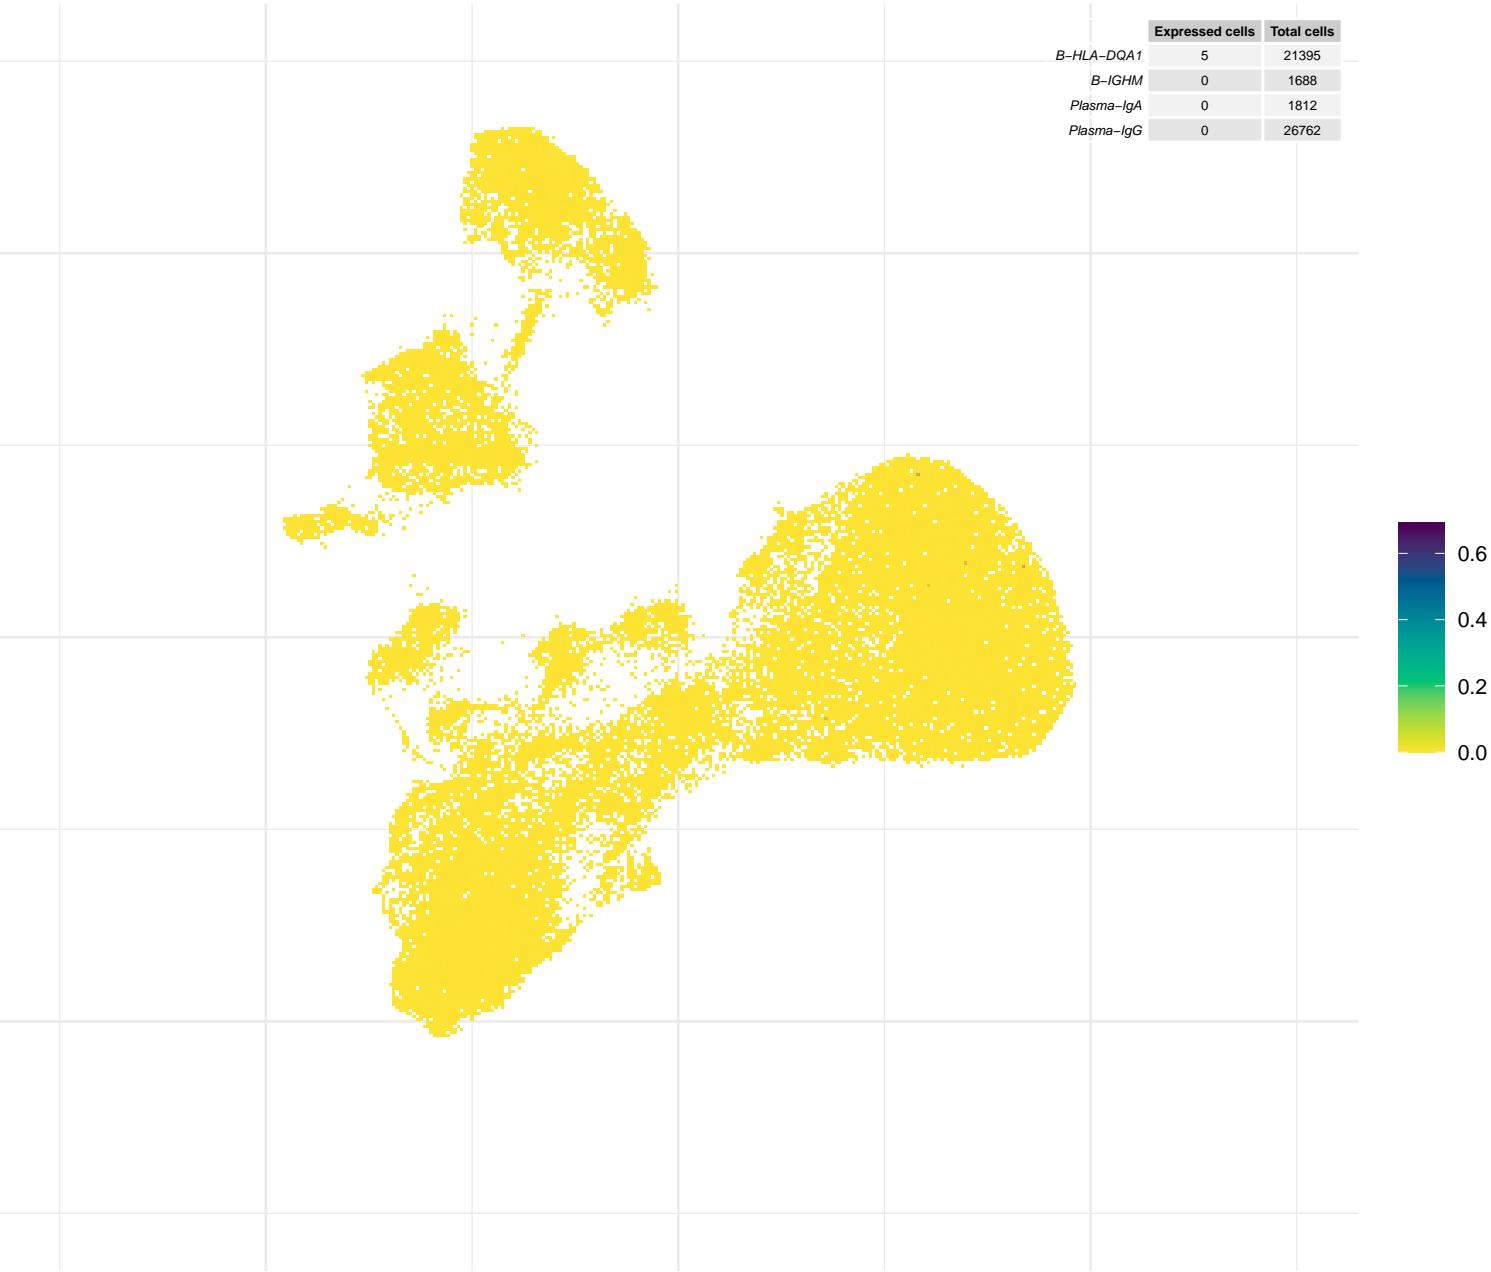 Expressed cells Total cells
B−HLA−DQA1 5 21395
B−IGHM 0 1688
Plasma−IgA 0 1812
Plasma−IgG 0 26762
0.6
0.4
0.2
0.0